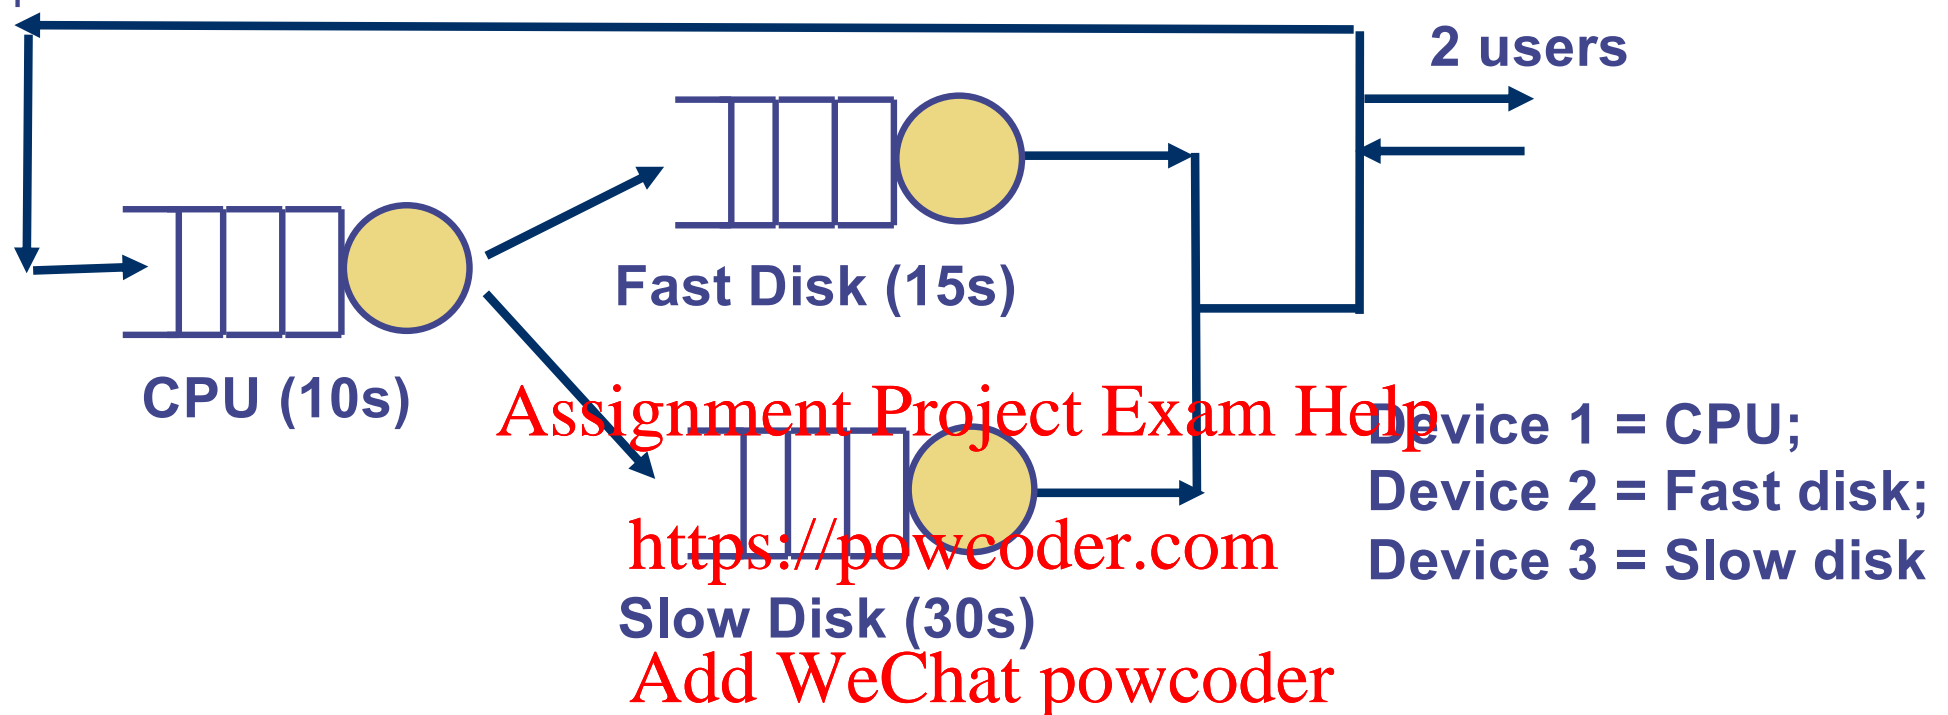 2 users
Fast Disk (15s)
CPU (10s)
Assignment Project Exam Help
Device 1 = CPU;
Device 2 = Fast disk;
https://powcoder.com
Device 3 = Slow disk
Slow Disk (30s)
Add WeChat powcoder